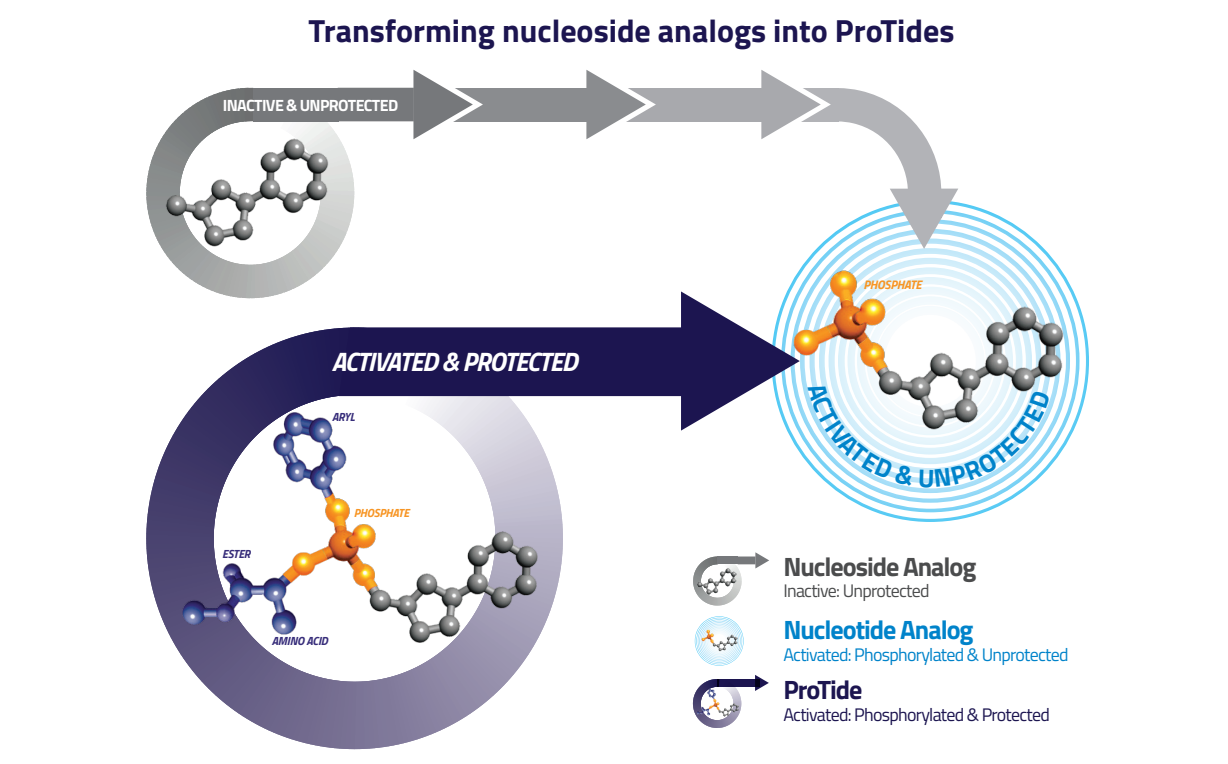 Transforming nucleoside analogs into ProTides
INACTIVE & UNPROTECTED
PHOSPHATE
ACTIVATED & UNPROTECTED
ACTIVATED & PROTECTED
ARYL
PHOSPHATE
ESTER
AMINO ACID
Nucleoside Analog
Inactive: Unprotected
Nucleotide Analog
Activated: Phosphorylated & Unprotected
ProTide
Activated: Phosphorylated & Protected